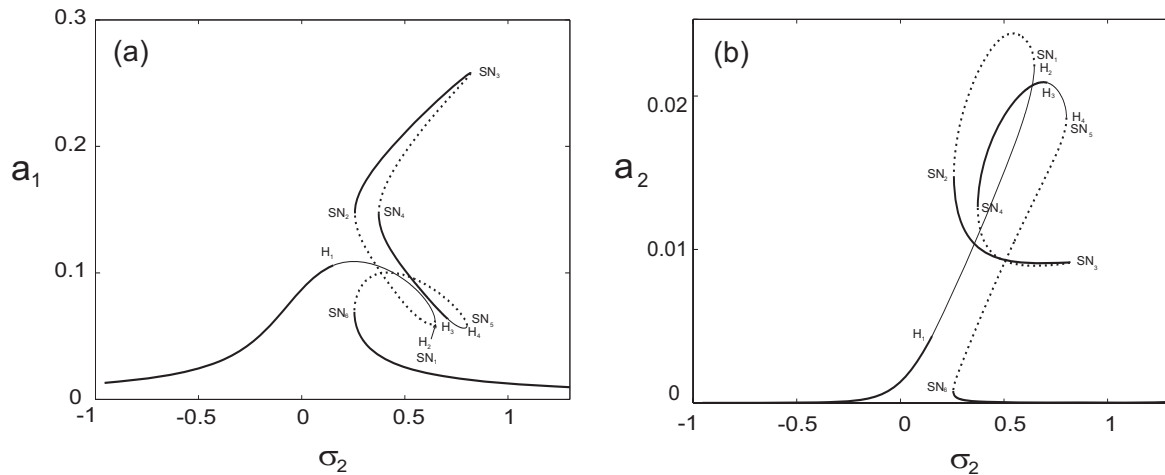 (a)
0.3
0.2
0.1
0
a₁
SN₃
SN₂
SN₄
H₁
SN₆
SN₅
H₃
H₄
H₂
SN₁
-1
-0.5
0
0.5
1
σ₂
(b)
0.02
0.01
0
a₂
SN₁
H₂
H₃
H₄
SN₅
SN₂
SN₄
SN₃
H₁
SN₆
-1
-0.5
0
0.5
1
σ₂